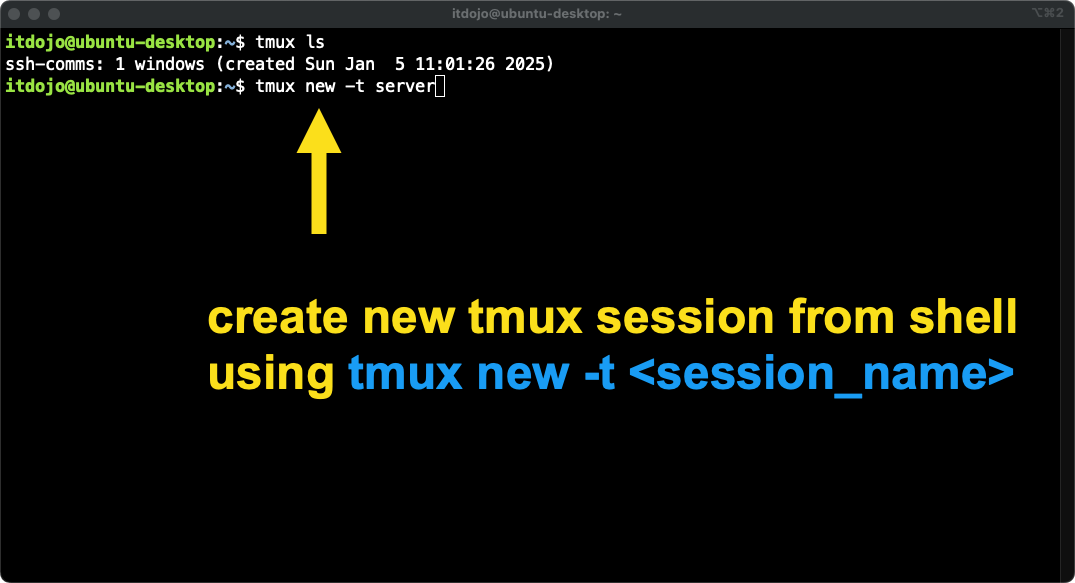 itdojo@ubuntu-desktop: ~
⌥⌘2
itdojo@ubuntu-desktop:~$ tmux ls
ssh-comms: 1 windows (created Sun Jan  5 11:01:26 2025)
itdojo@ubuntu-desktop:~$ tmux new -t server
create new tmux session from shell
using tmux new -t <session_name>